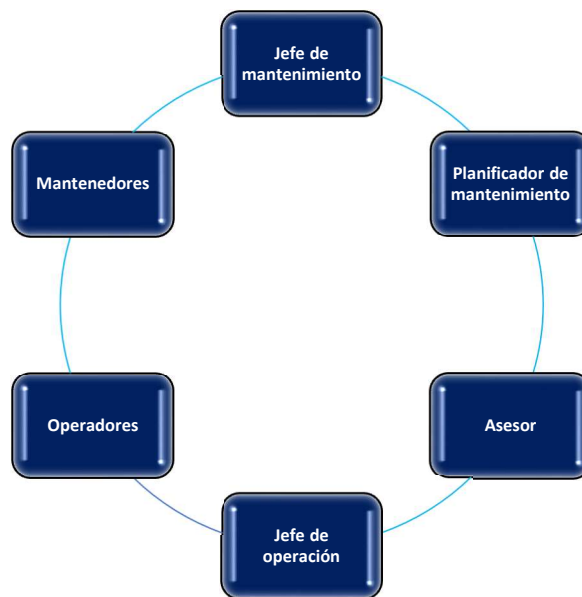 Jefe de
mantenimiento
Planificador de
mantenimiento
Asesor
Jefe de
operación
Operadores
Mantenedores